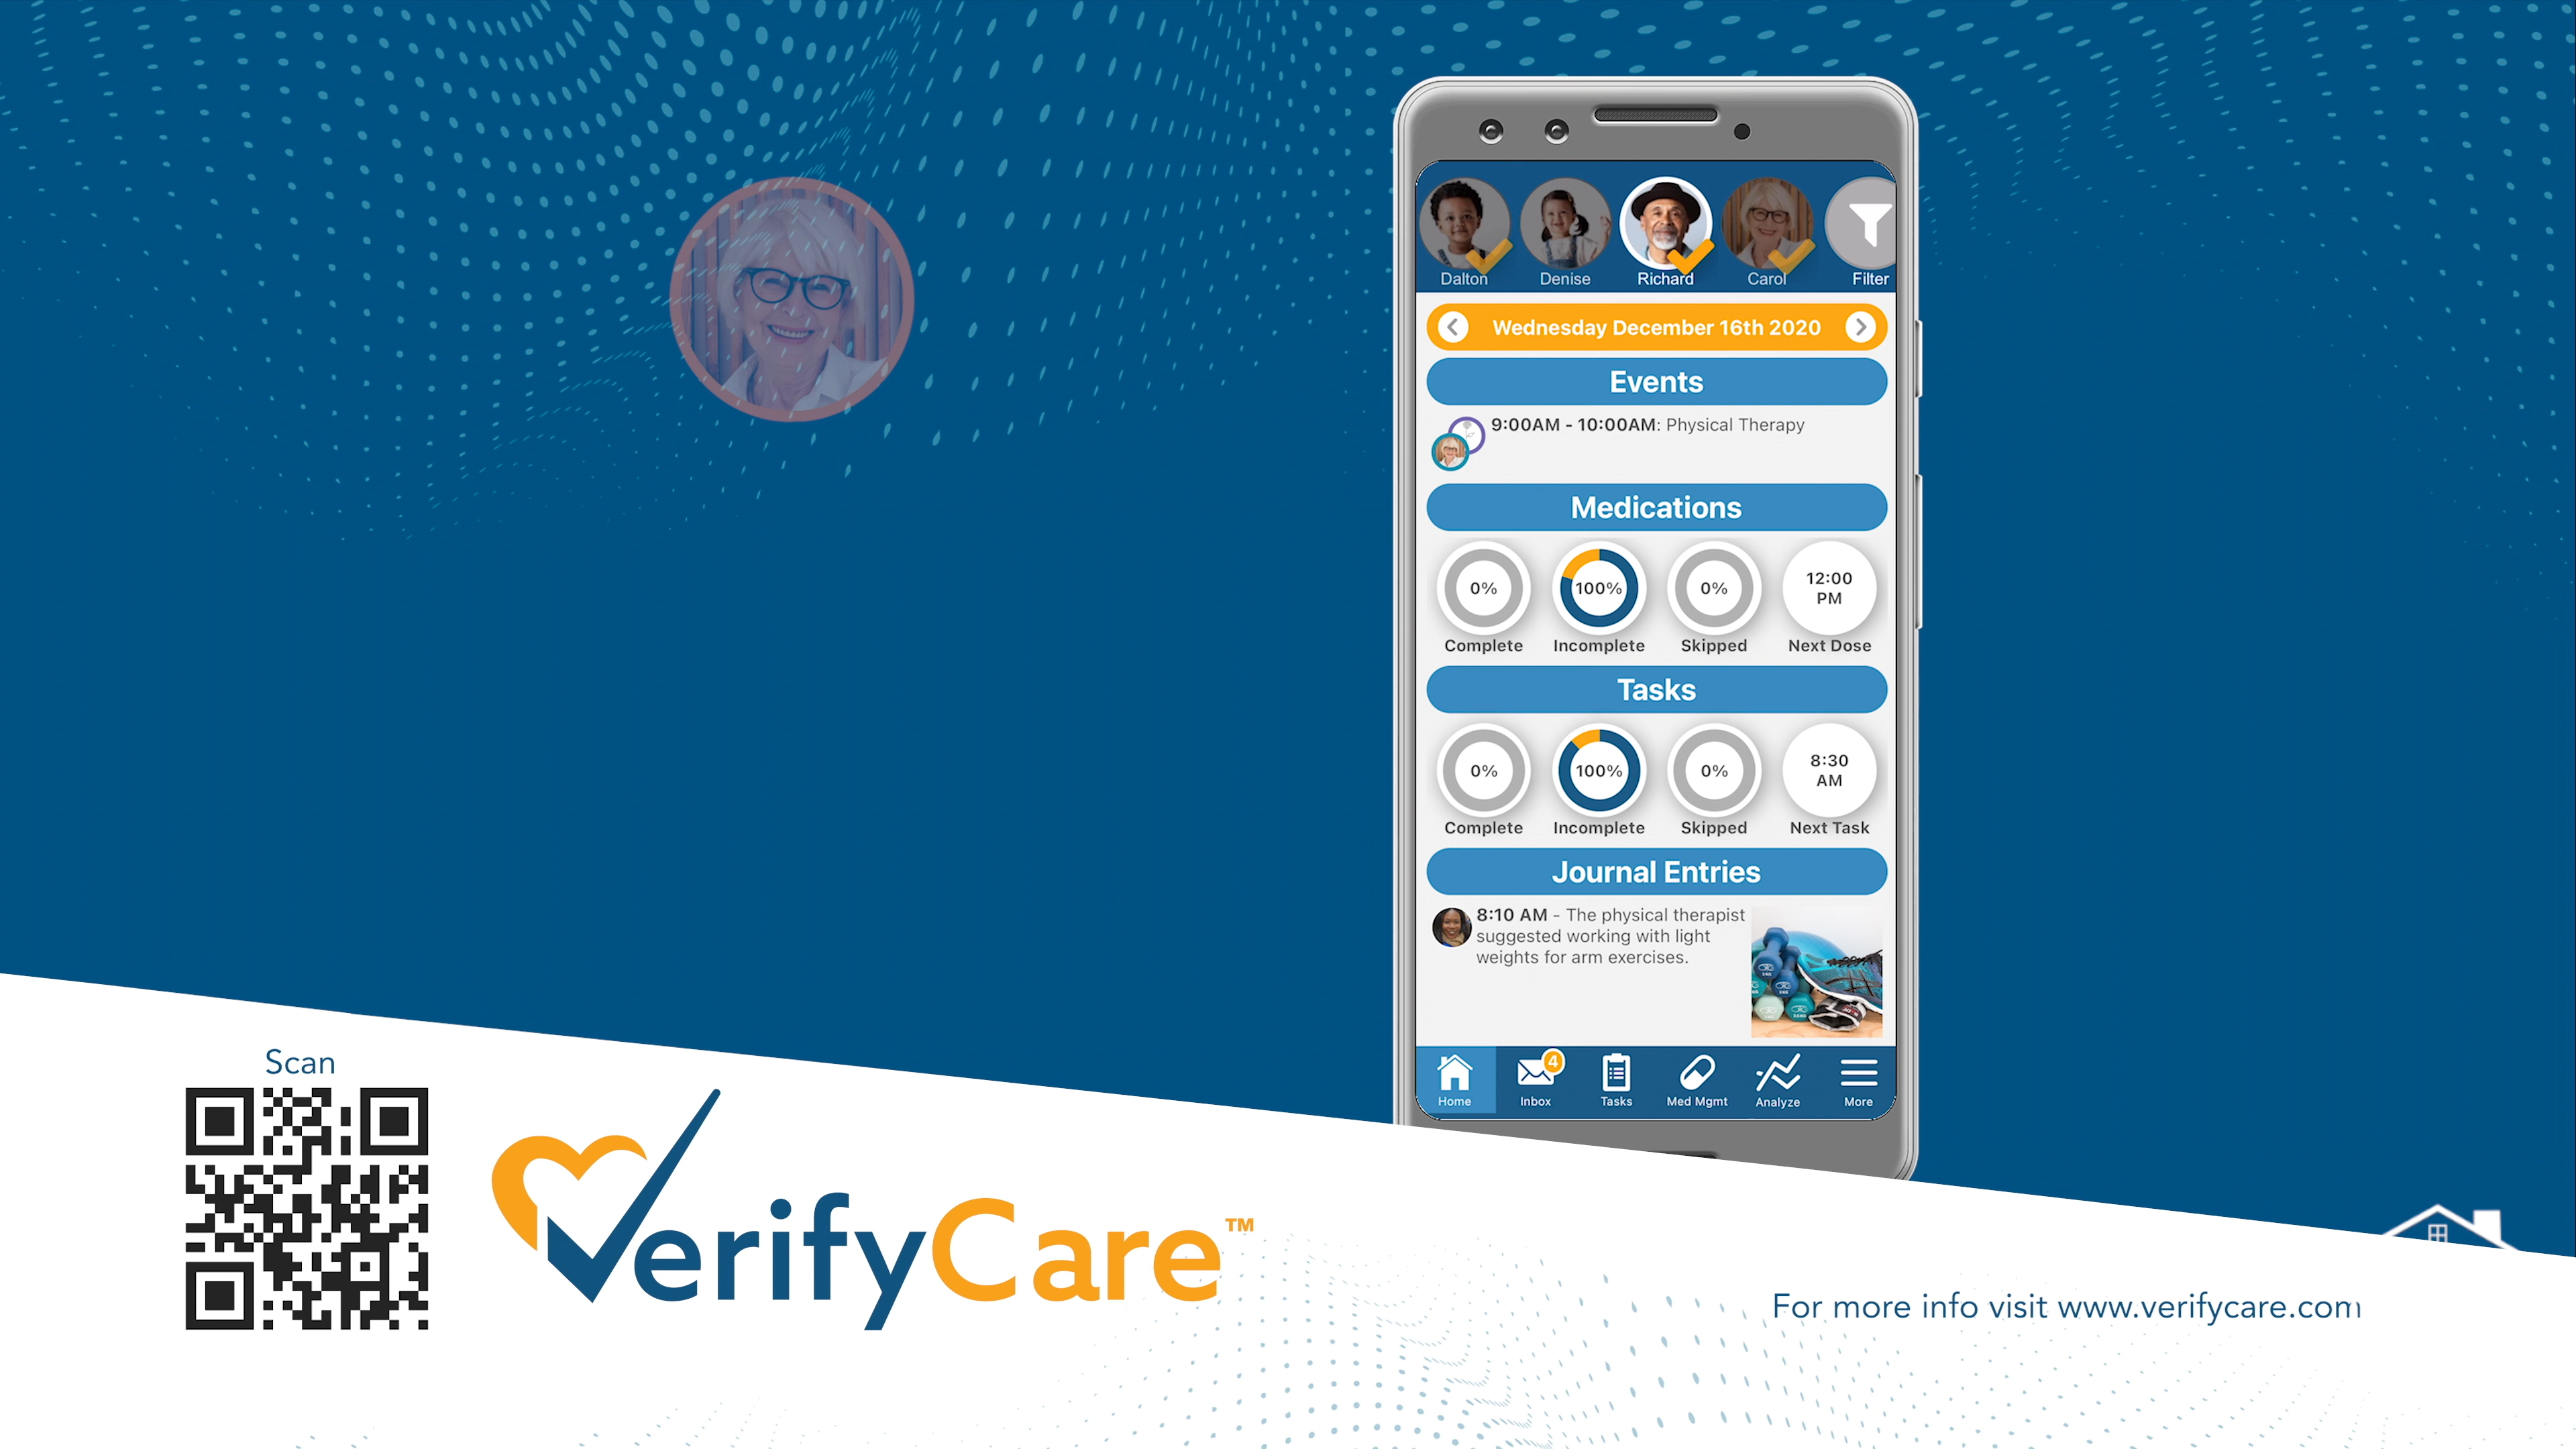 Dalton
Denise
Richard
Carol
Filter
Wednesday December 16th 2020
Events
9:00AM - 10:00AM: Physical Therapy
Medications
0%
100%
0%
12:00
PM
Complete
Incomplete
Skipped
Next Dose
Tasks
0%
100%
0%
8:30
AM
Complete
Incomplete
Skipped
Next Task
Journal Entries
8:10 AM - The physical therapist
suggested working with light
weights for arm exercises.
4
Home
Inbox
Tasks
Med Mgmt
Analyze
More
Scan
VerifyCare™
For more info visit www.verifycare.com